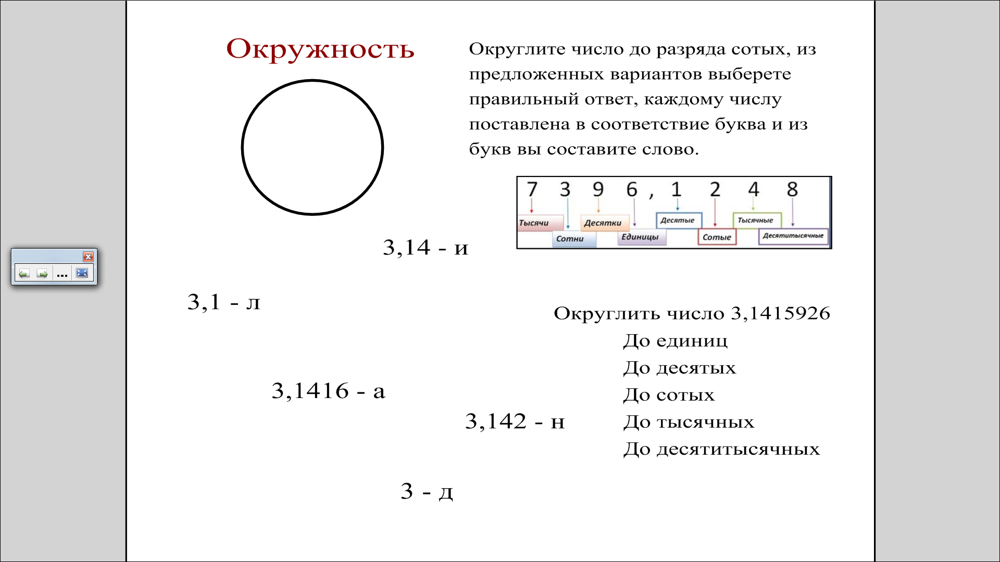 Окружность
Округлите число до разряда сотых, из
предложенных вариантов выберете
правильный ответ, каждому числу
поставлена в соответствие буква и из
букв вы составите слово.
7 3 9 6 , 1 2 4 8
Тысячи
Сотни
Десятки
Единицы
Десятые
Сотые
Тысячные
Десятитысячные
3,14 - и
3,1 - л
3,1416 - а
3,142 - н
3 - д
Округлить число 3,1415926
До единиц
До десятых
До сотых
До тысячных
До десятитысячных